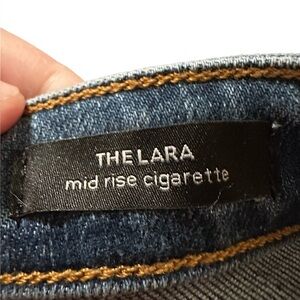 THE LARA
mid rise cigarette